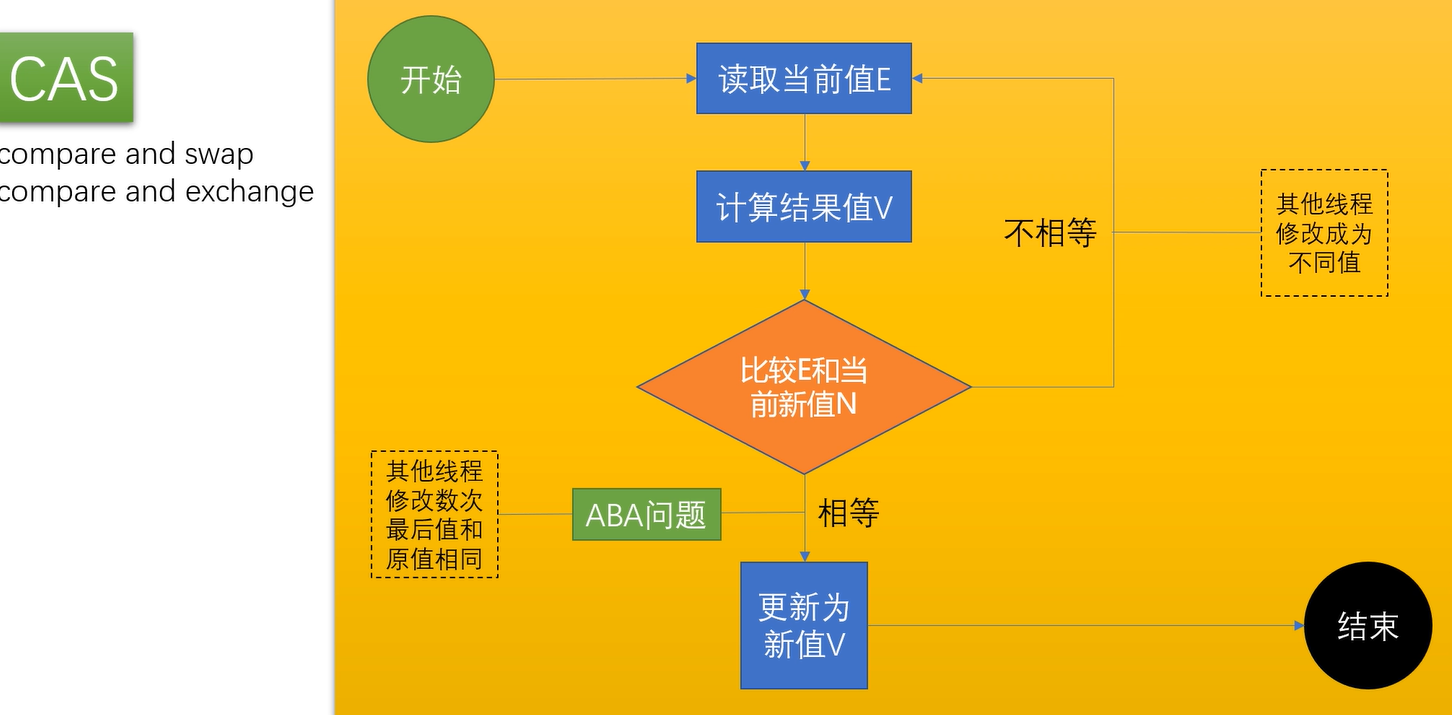 CAS
compare and swap
compare and exchange
开始
读取当前值E
计算结果值V
不相等
其他线程
修改成为
不同值
比较E和当
前新值N
其他线程
修改数次
最后值和
原值相同
ABA问题
相等
更新为
新值V
结束